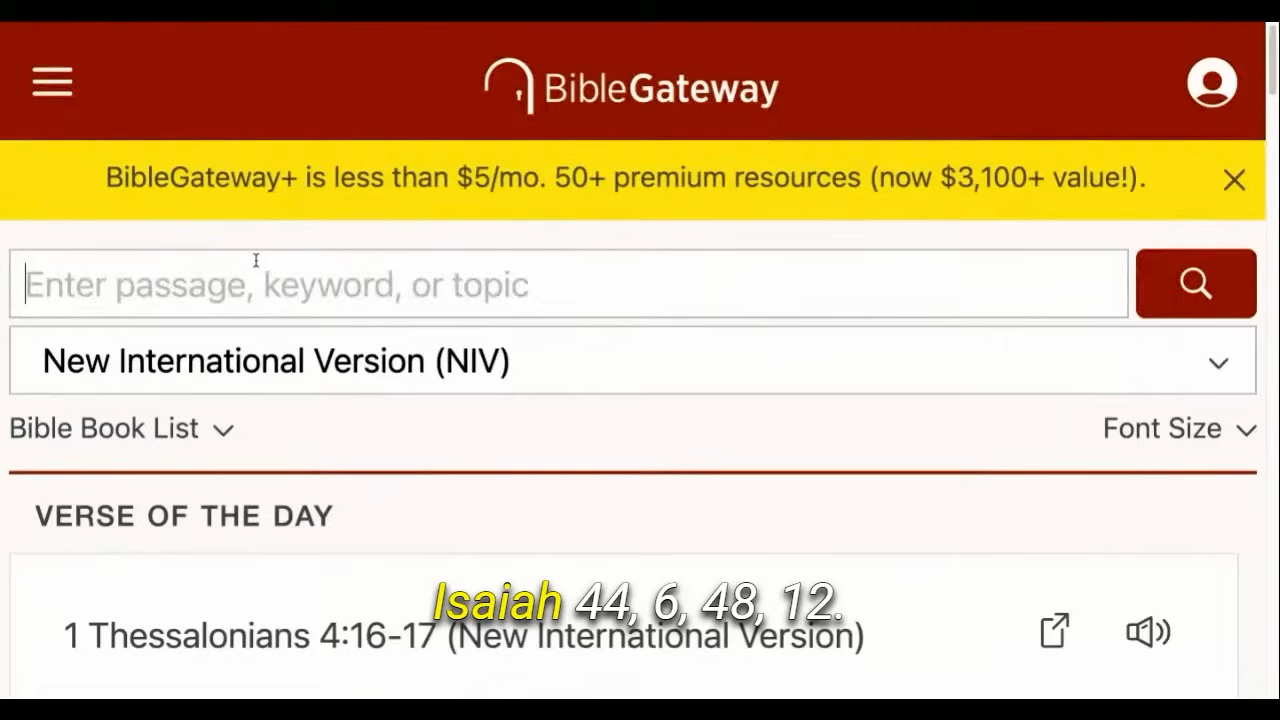 BibleGateway
BibleGateway+ is less than $5/mo. 50+ premium resources (now $3,100+ value!).
Enter passage, keyword, or topic
New International Version (NIV)
Bible Book List
Font Size
VERSE OF THE DAY
Isaiah 44, 6, 48, 12.
1 Thessalonians 4:16-17 (New International Version)